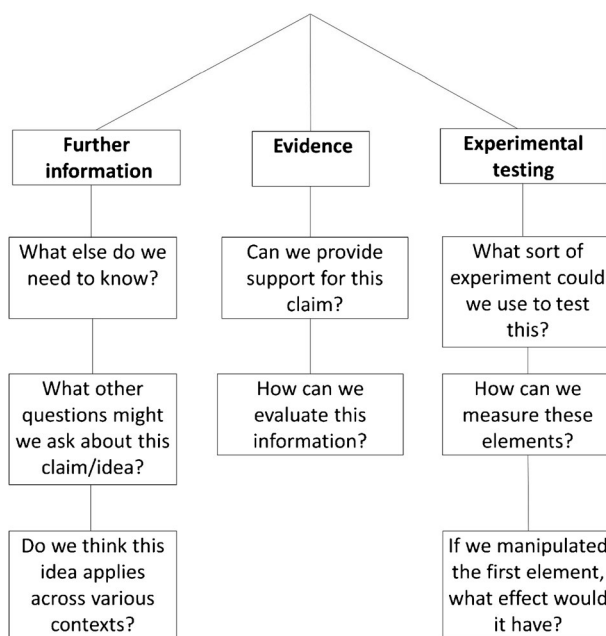 Further
information
What else do we
need to know?
What other
questions might
we ask about this
claim/idea?
Do we think this
idea applies
across various
contexts?
Evidence
Can we provide
support for this
claim?
How can we
evaluate this
information?
Experimental
testing
What sort of
experiment could
we use to test
this?
How can we
measure these
elements?
If we manipulated
the first element,
what effect would
it have?